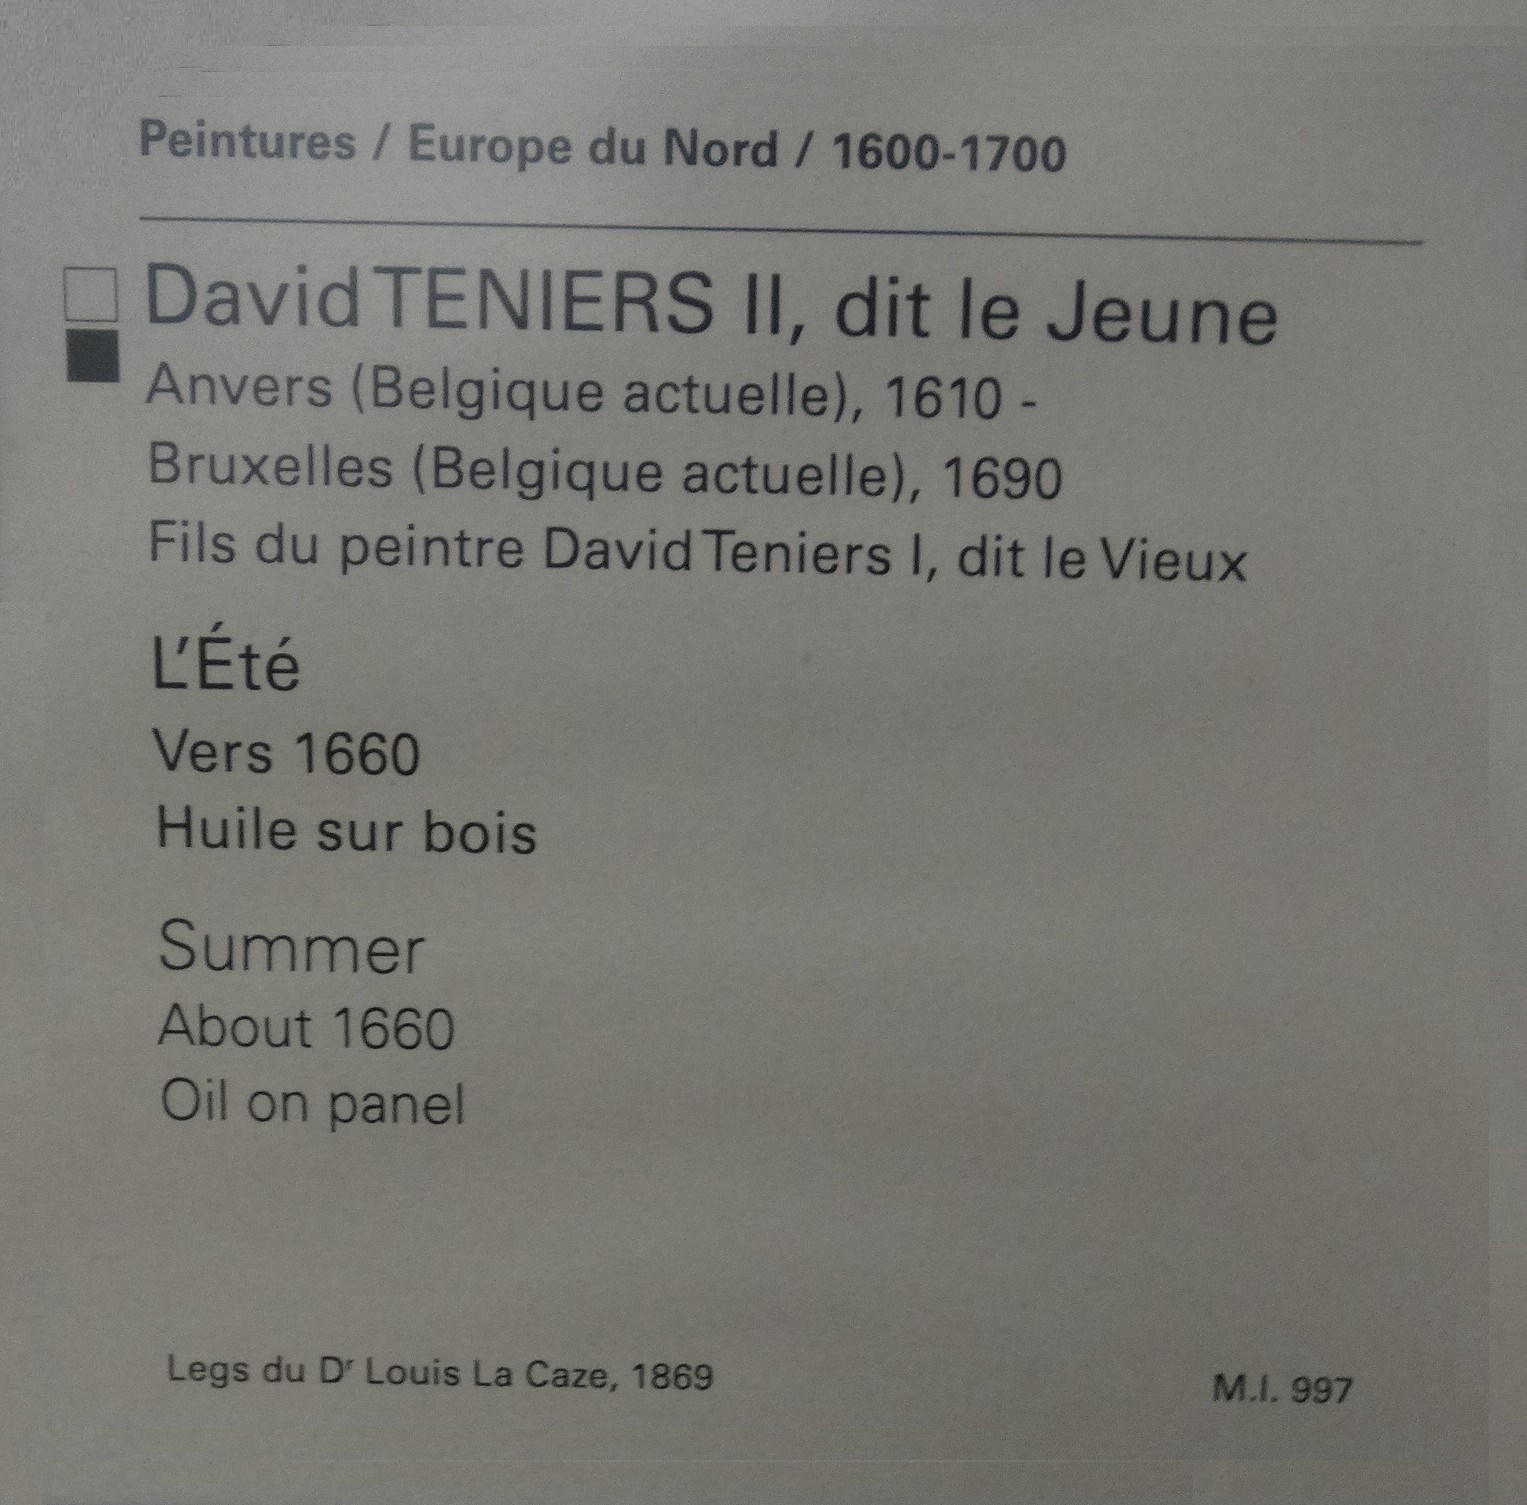 Peintures / Europe du Nord / 1600-1700
David TENIERS II, dit le Jeune
Anvers (Belgique actuelle), 1610 -
Bruxelles (Belgique actuelle), 1690
Fils du peintre David Teniers I, dit le Vieux
L'Été
Vers 1660
Huile sur bois
Summer
About 1660
Oil on panel
Legs du Dʳ Louis La Caze, 1869
M.I. 997